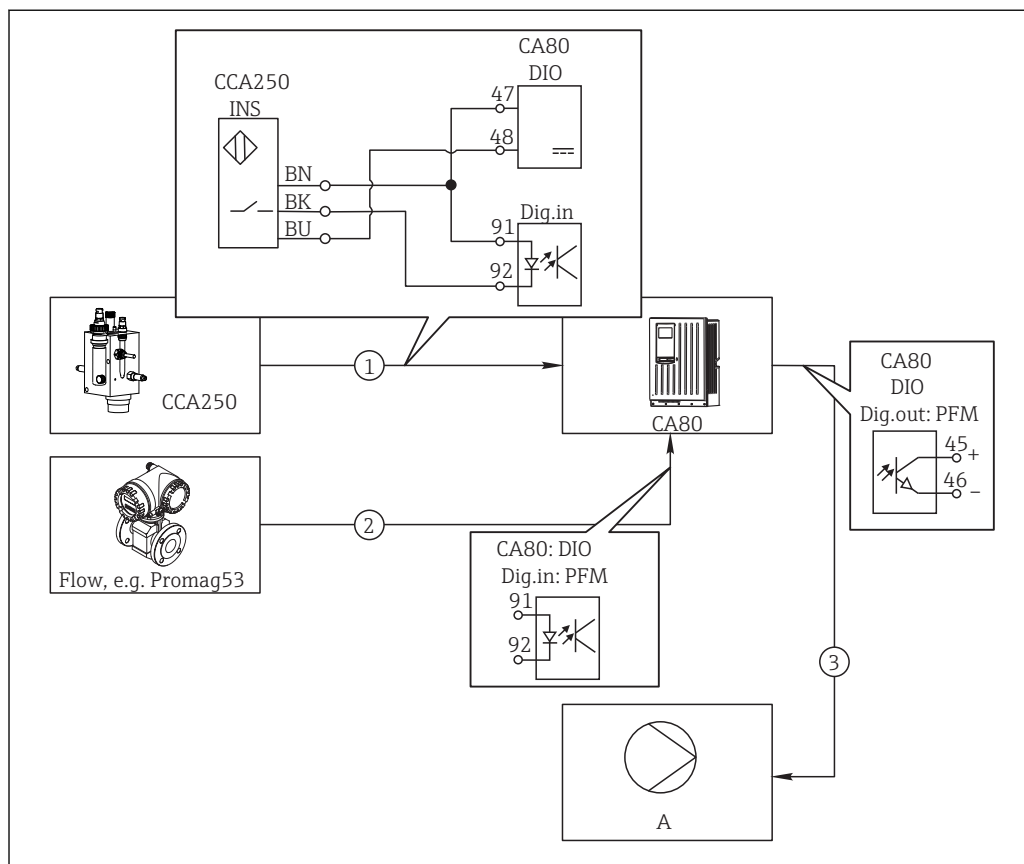 CA80
DIO
CCA250
INS
47
48
BN
BK
BU
Dig.in
91
92
1
CCA250
CA80
CA80
DIO
Dig.out: PFM
45
+
46
–
2
Flow, e.g. Promag53
CA80: DIO
Dig.in: PFM
91
92
3
A